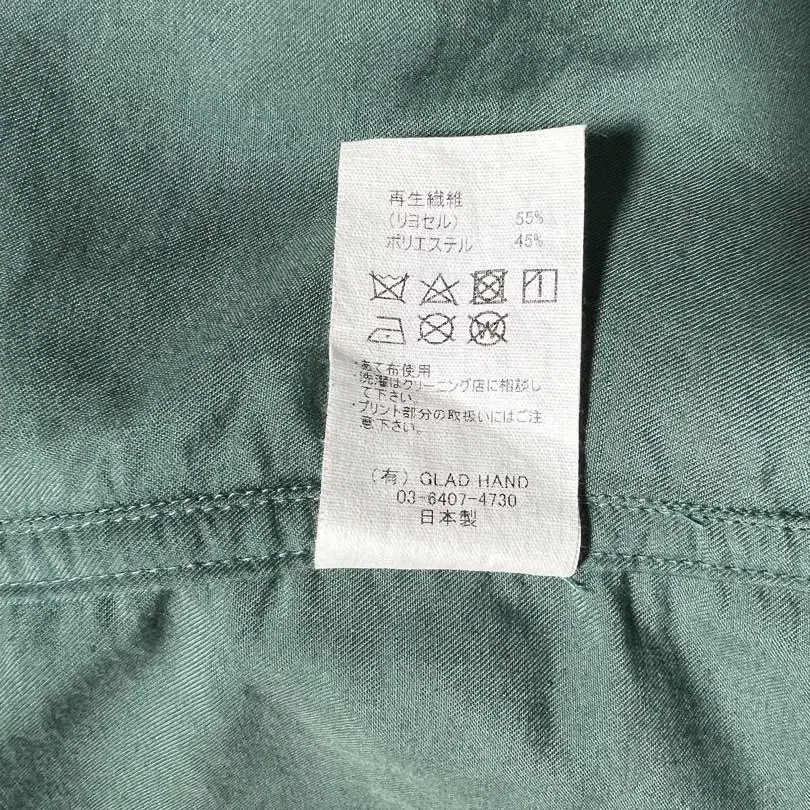 再生繊維
(リヨセル) 55%
ポリエステル 45%
・あて布使用
・洗濯はクリーニング店に相談し
て下さい。
・プリント部分の取扱いにはご注
意下さい。
(有) GLAD HAND
03-6407-4730
日本製